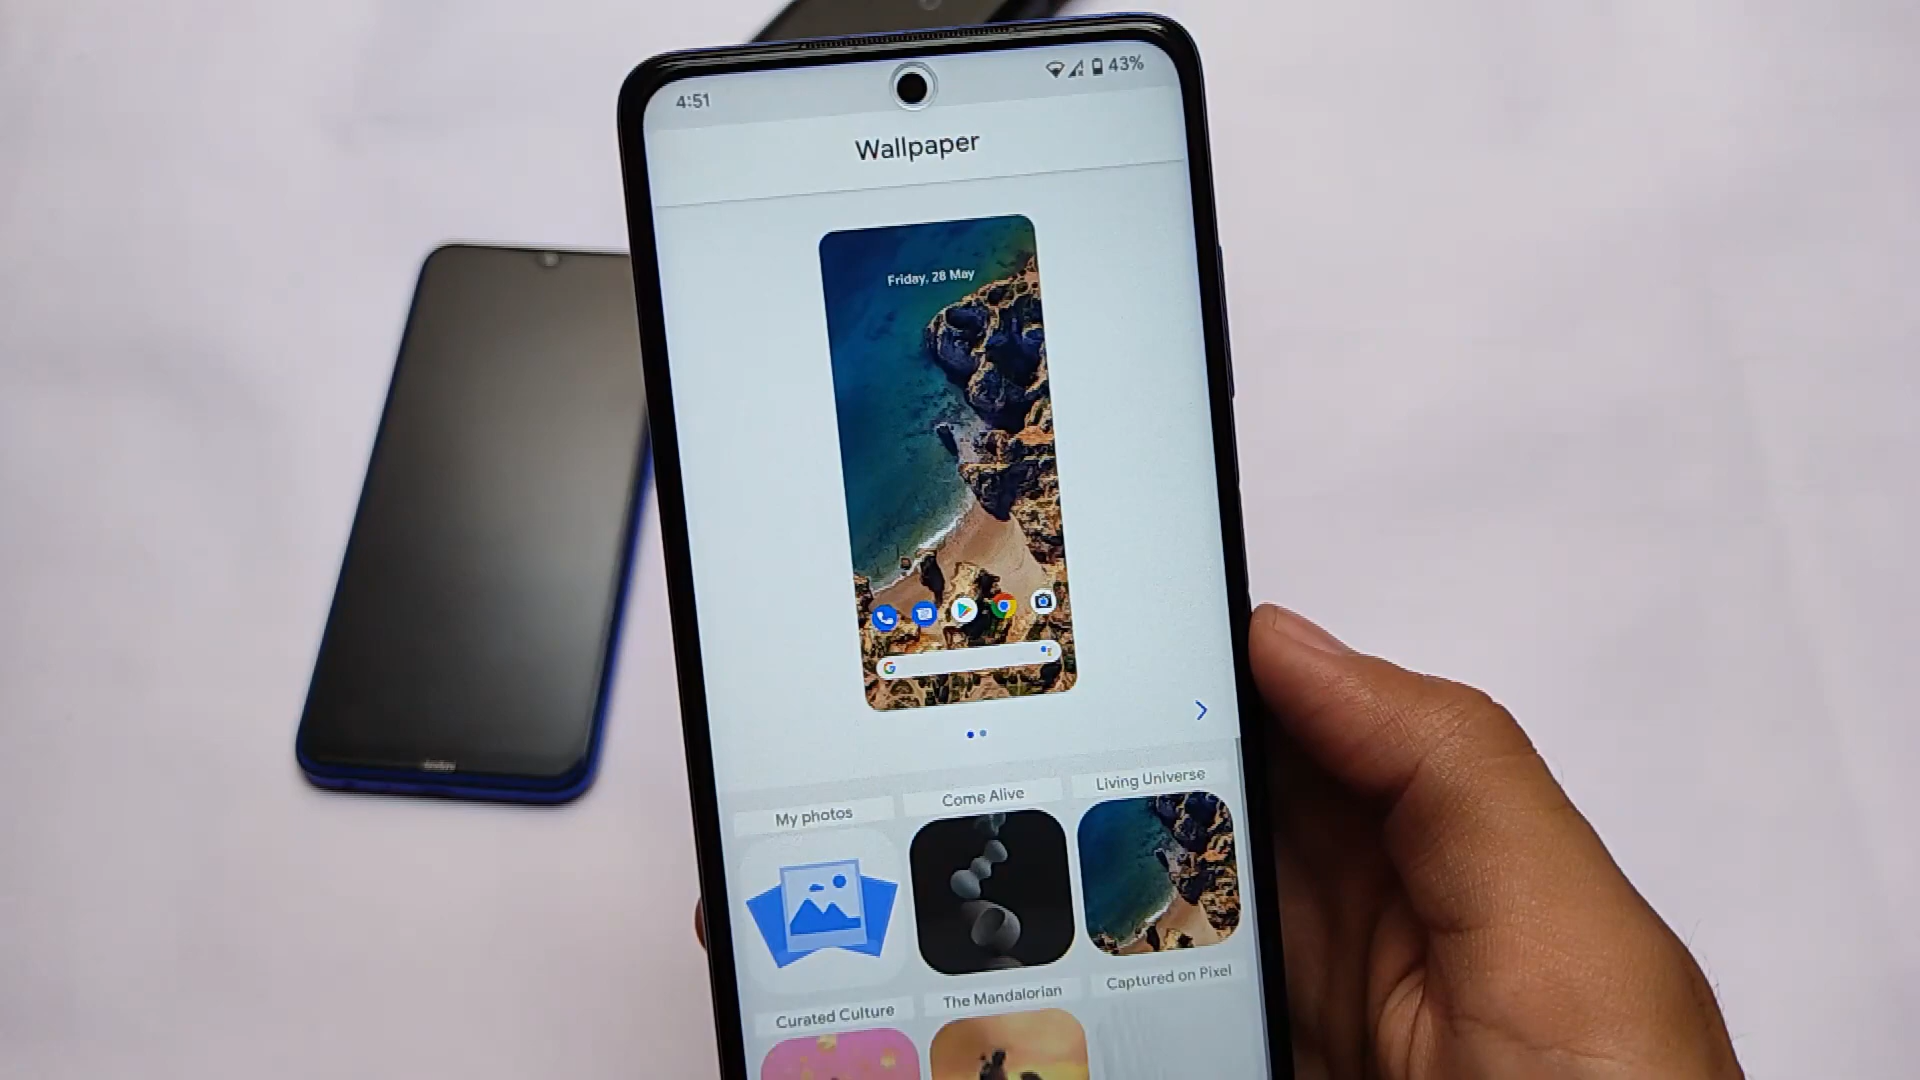 4:51
43%
Wallpaper
Friday, 28 May
My photos
Come Alive
Living Universe
Curated Culture
The Mandalorian
Captured on Pixel